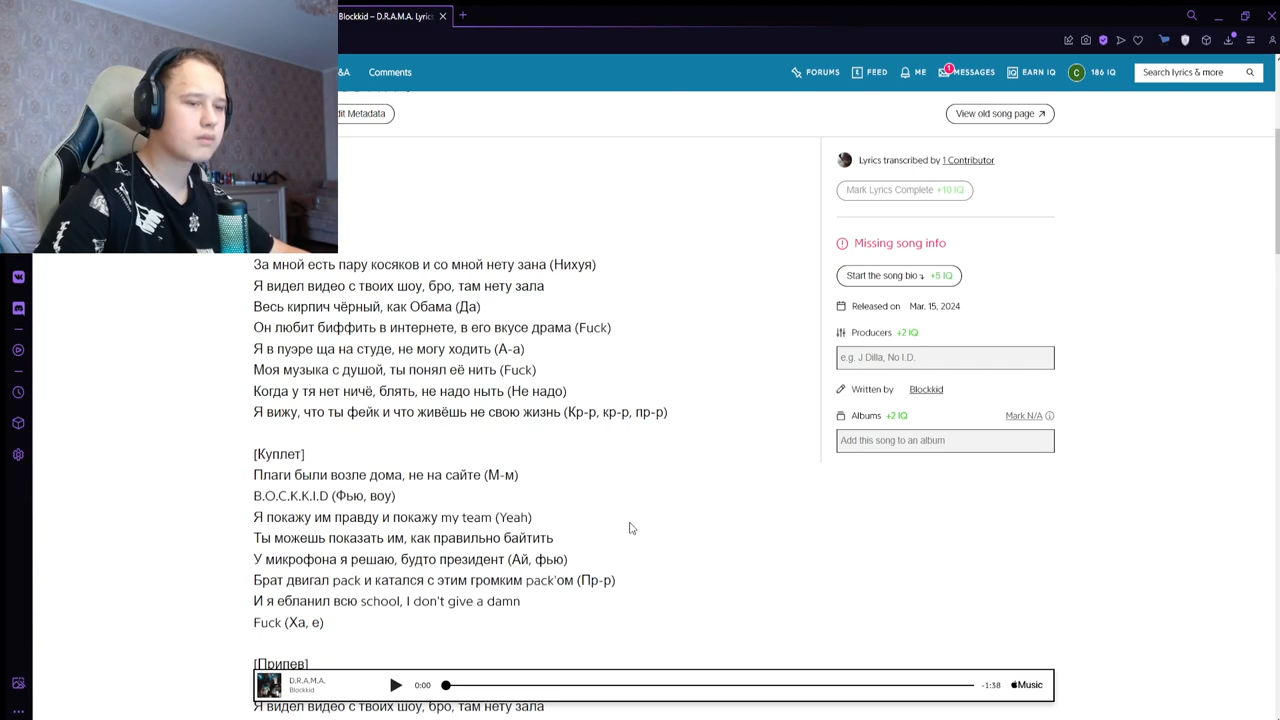 Blockkid – D.R.A.M.A. Lyric
&A
Comments
FORUMS
FEED
ME
1
MESSAGES
EARN IQ
C
186 IQ
Search lyrics & more
dit Metadata
View old song page
Lyrics transcribed by 1 Contributor
Mark Lyrics Complete +10 IQ
Missing song info
Start the song bio +5 IQ
Released on Mar. 15, 2024
Producers +2 IQ
e.g. J Dilla, No I.D.
Written by Blockkid
Albums +2 IQ
Mark N/A
Add this song to an album
За мной есть пару косяков и со мной нету зана (Нихуя)
Я видел видео с твоих шоу, бро, там нету зала
Весь кирпич чёрный, как Обама (Да)
Он любит биффить в интернете, в его вкусе драма (Fuck)
Я в пуэре ща на студе, не могу ходить (А-а)
Моя музыка с душой, ты понял её нить (Fuck)
Когда у тя нет ничё, блять, не надо ныть (Не надо)
Я вижу, что ты фейк и что живёшь не свою жизнь (Кр-р, кр-р, пр-р)
[Куплет]
Плаги были возле дома, не на сайте (М-м)
B.O.C.K.K.I.D (Фью, воу)
Я покажу им правду и покажу my team (Yeah)
Ты можешь показать им, как правильно байтить
У микрофона я решаю, будто президент (Ай, фью)
Брат двигал pack и катался с этим громким pack'ом (Пр-р)
И я ебланил всю school, I don't give a damn
Fuck (Ха, е)
[Припев]
D.R.A.M.A.
Blockkid
0:00
-1:38
Music
Я видел видео с твоих шоу, бро, там нету зала